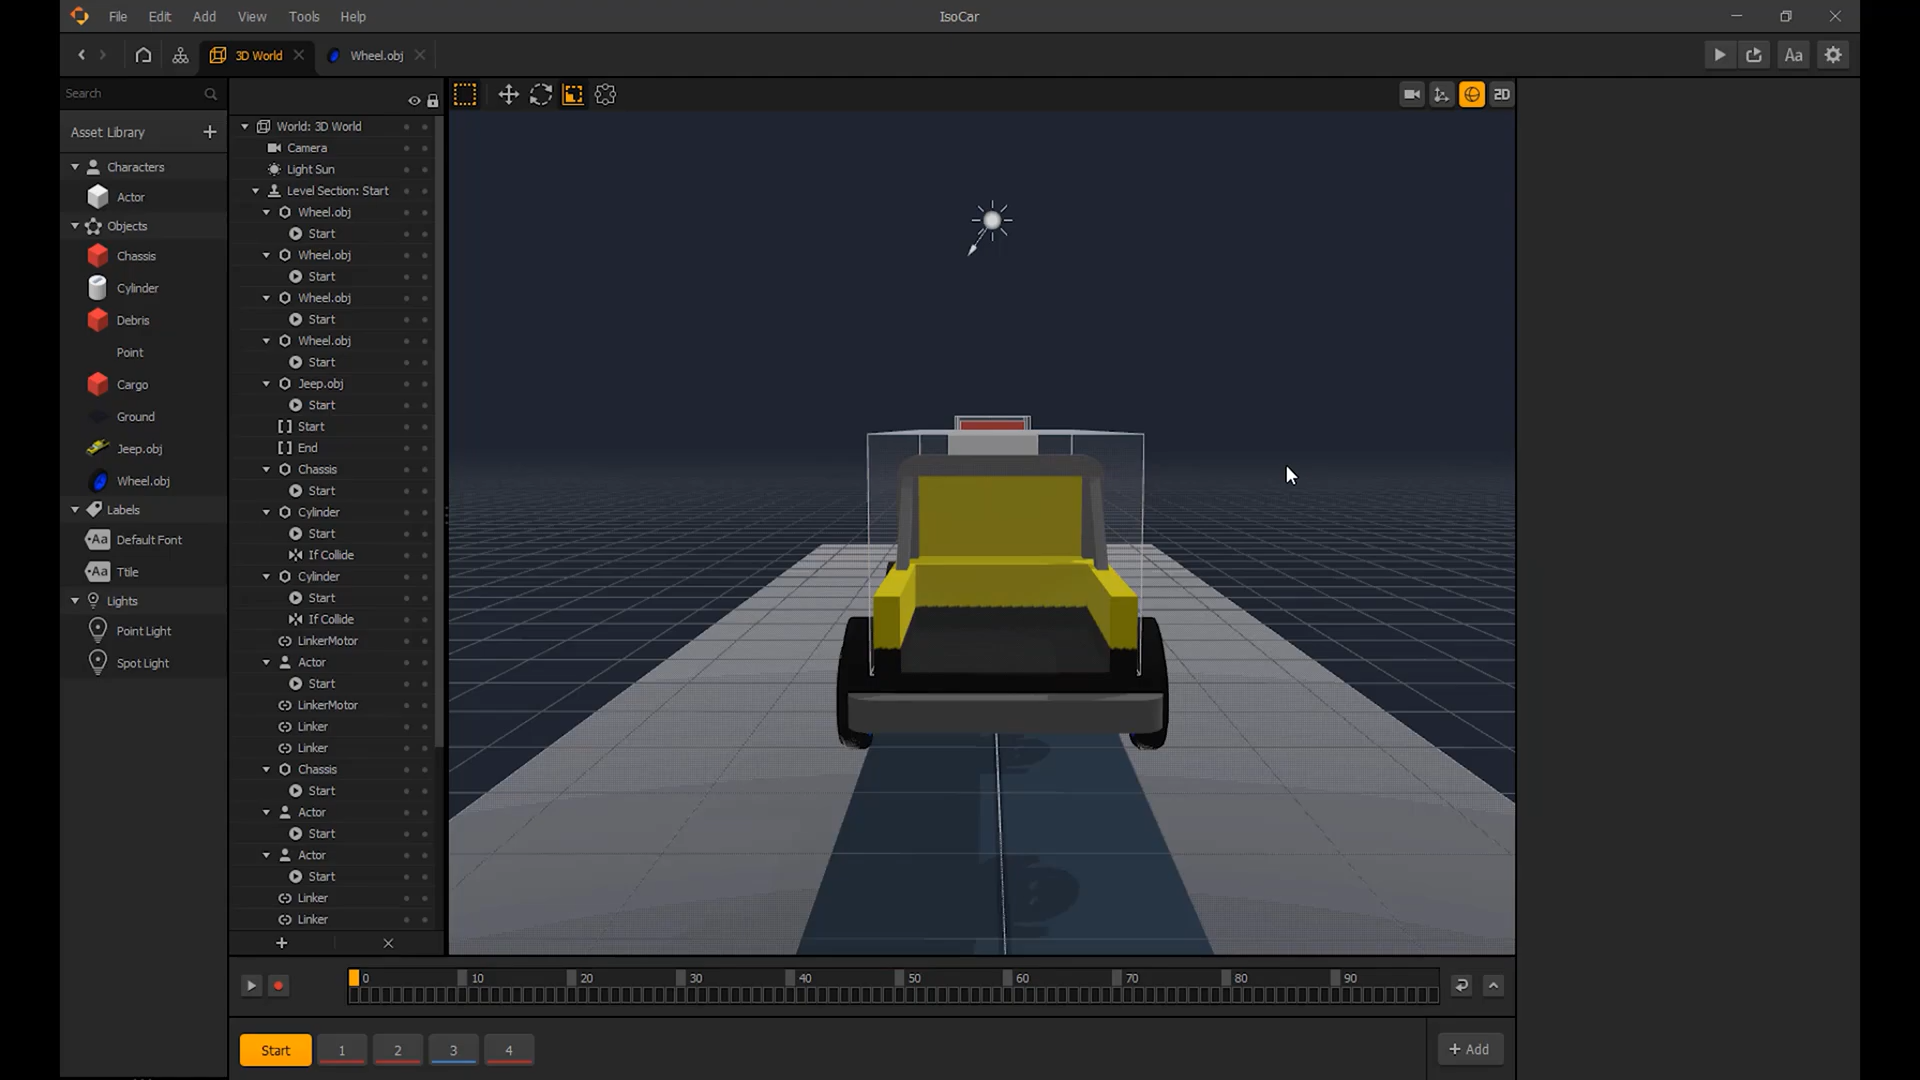 File Edit Add View Tools Help IsoCar
3D World Wheel.obj Aa
Search
2D
Asset Library
Characters
Actor
Objects
Chassis
Cylinder
Debris
Point
Cargo
Ground
Jeep.obj
Wheel.obj
Labels
Aa Default Font
Aa Ttile
Lights
Point Light
Spot Light
World: 3D World
Camera
Light Sun
Level Section: Start
Wheel.obj
Start
Wheel.obj
Start
Wheel.obj
Start
Wheel.obj
Start
Jeep.obj
Start
Start
End
Chassis
Start
Cylinder
Start
If Collide
Cylinder
Start
If Collide
LinkerMotor
Actor
Start
LinkerMotor
Linker
Linker
Chassis
Start
Actor
Start
Actor
Start
Linker
Linker
0 10 20 30 40 50 60 70 80 90
Start 1 2 3 4 + Add